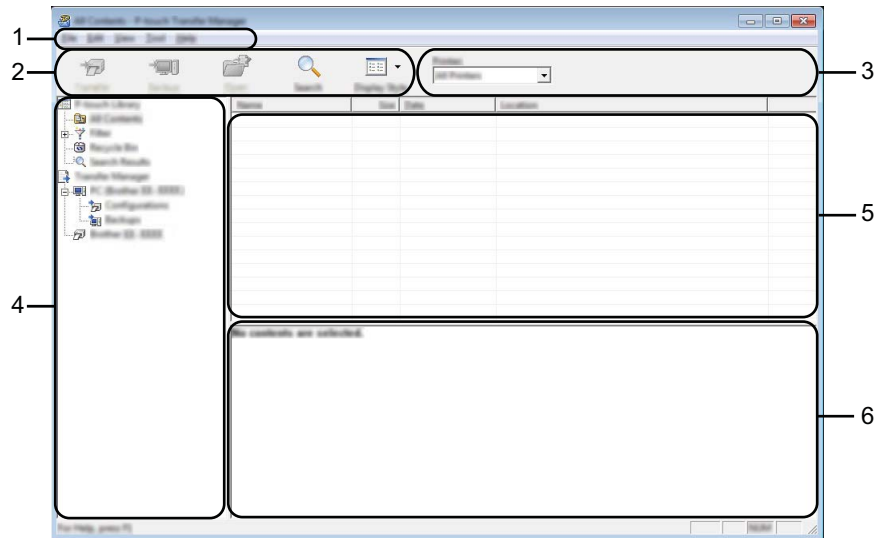 All Contents - P-touch Transfer Manager
File Edit View Tool Help
1
2
3
Transfer Backup Open Search Display Style
Printer:
All Printers
P-touch Library
All Contents
Filter
Recycle Bin
Search Results
Transfer Manager
Configurations
Backups
Name Size Date Location
4
5
No contents are selected.
6
For Help, press F1
NUM